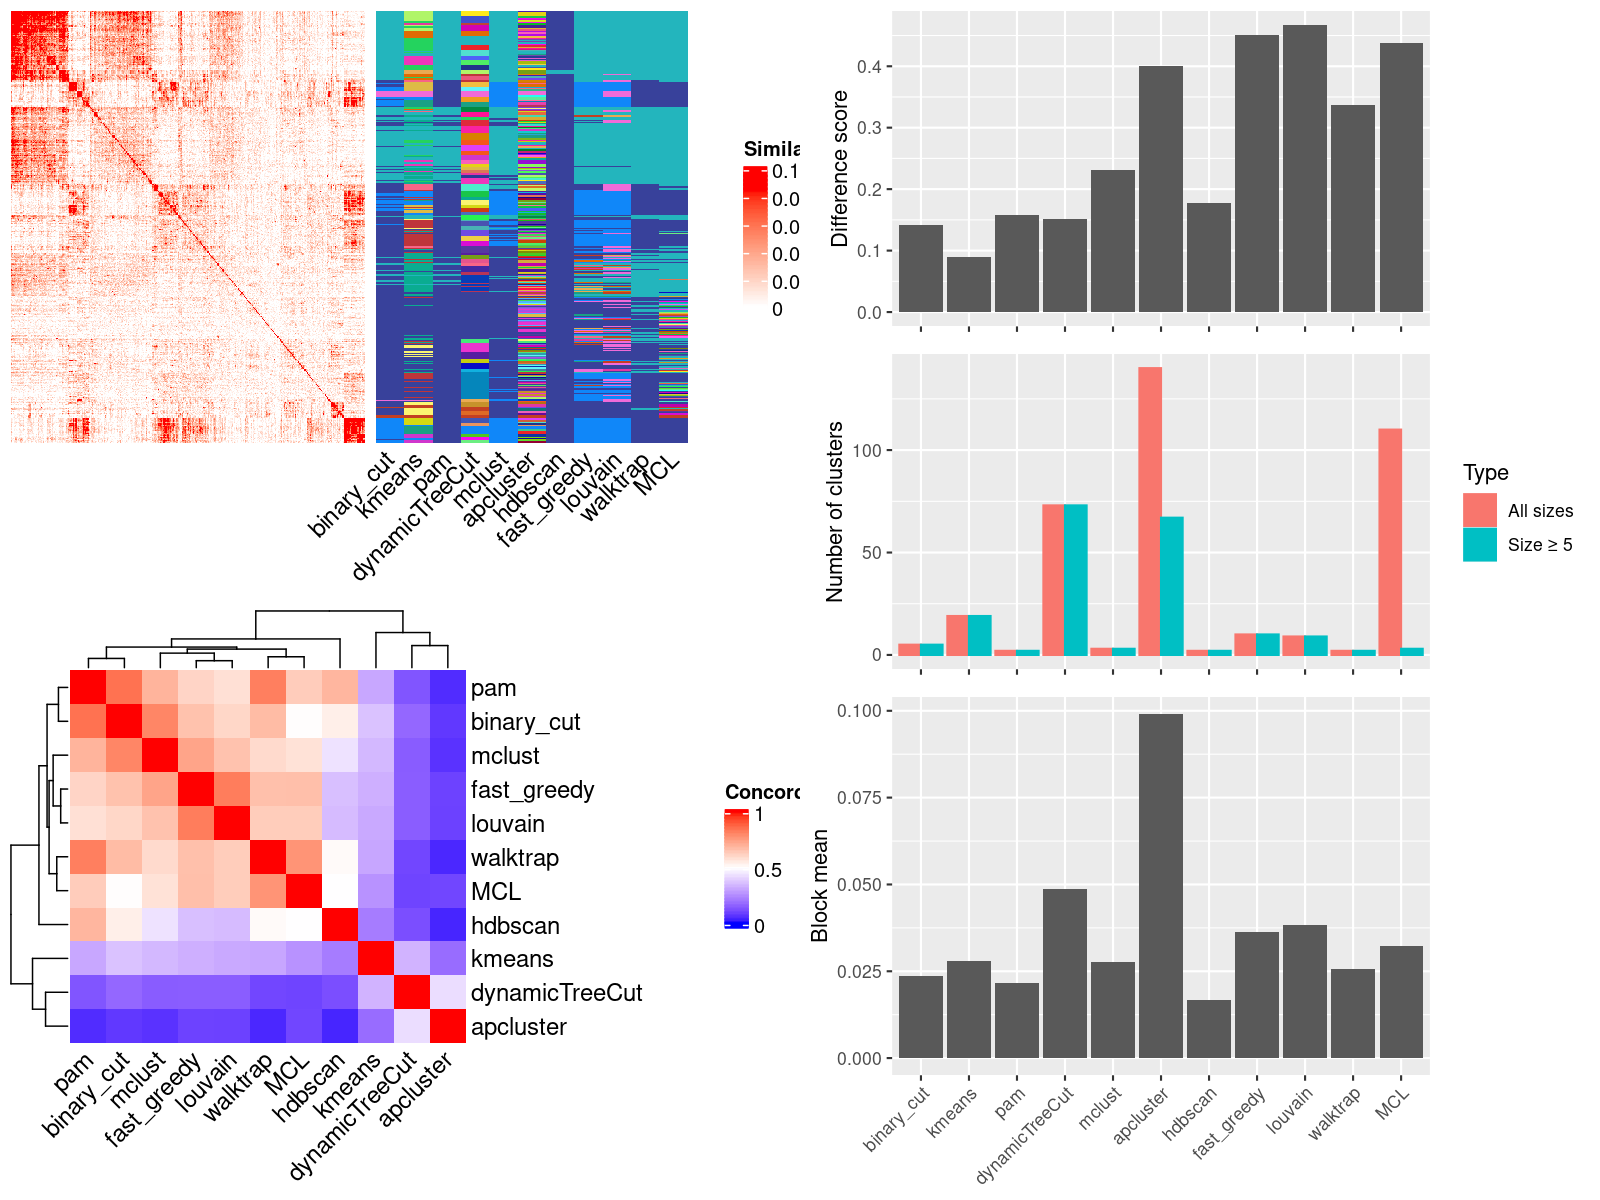 Simila
0.1
0.0
0.0
0.0
0.0
0
binary_cut
kmeans
pam
dynamicTreeCut
mclust
apcluster
hdbscan
fast_greedy
louvain
walktrap
MCL
pam
binary_cut
mclust
fast_greedy
louvain
walktrap
MCL
hdbscan
kmeans
dynamicTreeCut
apcluster
pam
binary_cut
mclust
fast_greedy
louvain
walktrap
MCL
hdbscan
kmeans
dynamicTreeCut
apcluster
Concord
1
0.5
0
Difference score
0.4
0.3
0.2
0.1
0.0
Number of clusters
100
50
0
Type
All sizes
Size ≥ 5
Block mean
0.100
0.075
0.050
0.025
0.000
binary_cut
kmeans
pam
dynamicTreeCut
mclust
apcluster
hdbscan
fast_greedy
louvain
walktrap
MCL